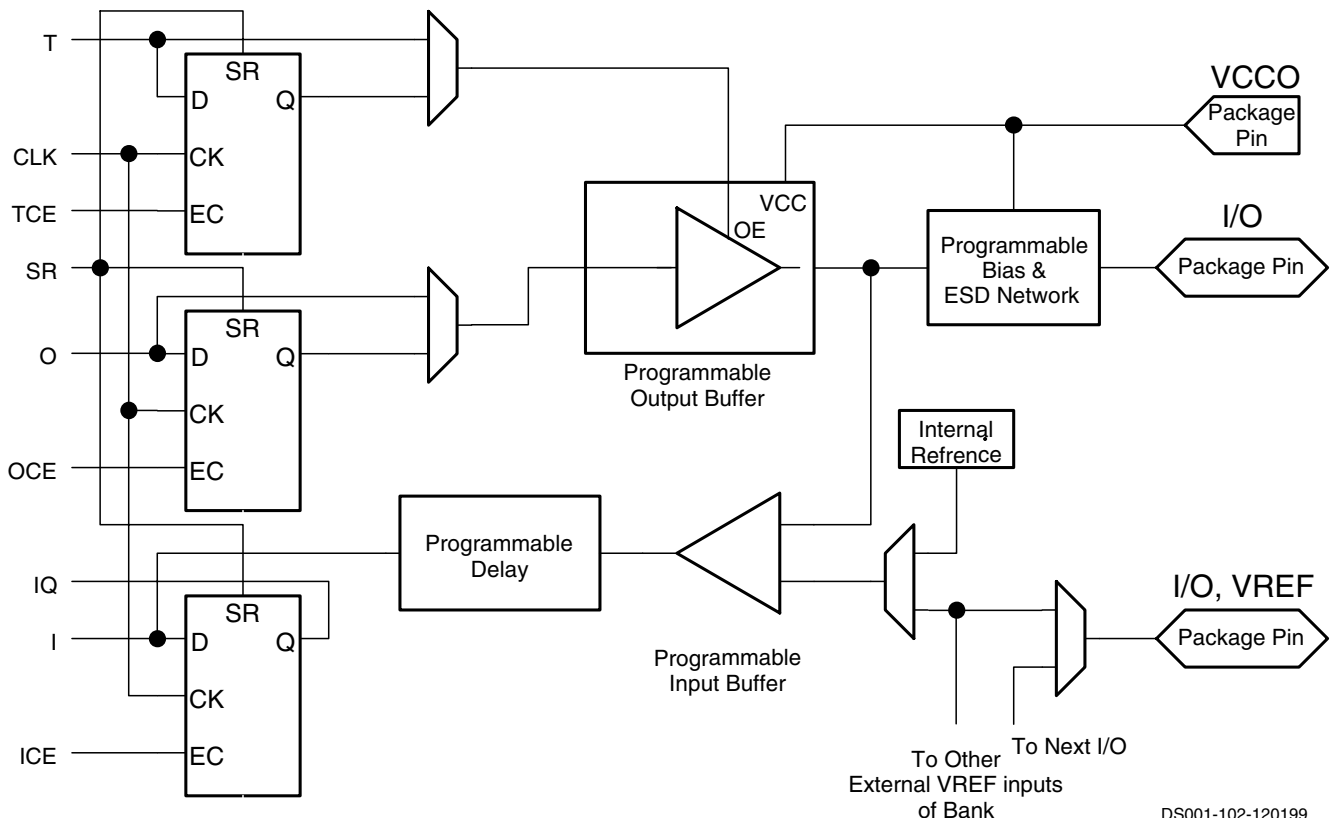 T
SR
D
Q
CLK
CK
TCE
EC
VCCO
Package
Pin
VCC
OE
I/O
Programmable
Bias &
ESD Network
Package Pin
SR
SR
O
D
Q
CK
OCE
EC
Programmable
Output Buffer
Internal
Refrence
Programmable
Delay
IQ
SR
I
D
Q
CK
ICE
EC
Programmable
Input Buffer
I/O, VREF
Package Pin
To Other
External VREF inputs
of Bank
To Next I/O
DS001-102-120199